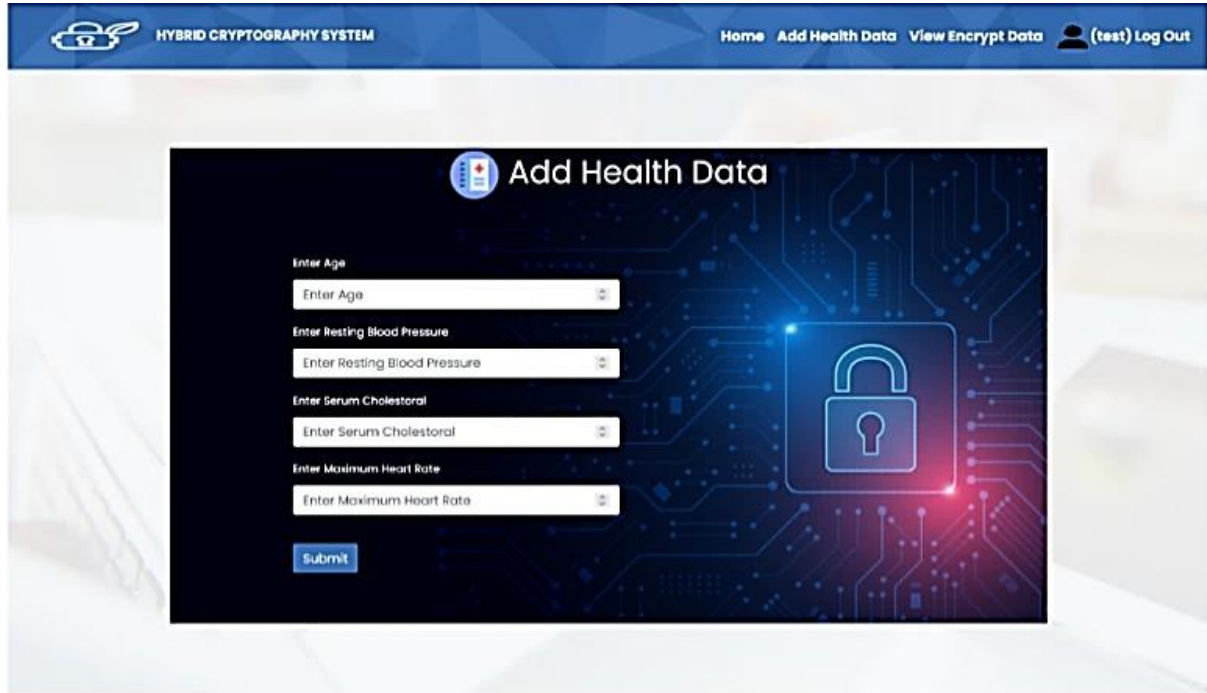 HYBRID CRYPTOGRAPHY SYSTEM
Home Add Health Data View Encrypt Data (test) Log Out
Add Health Data
Enter Age
Enter Age
Enter Resting Blood Pressure
Enter Resting Blood Pressure
Enter Serum Cholestoral
Enter Serum Cholestoral
Enter Maximum Heart Rate
Enter Maximum Heart Rate
Submit